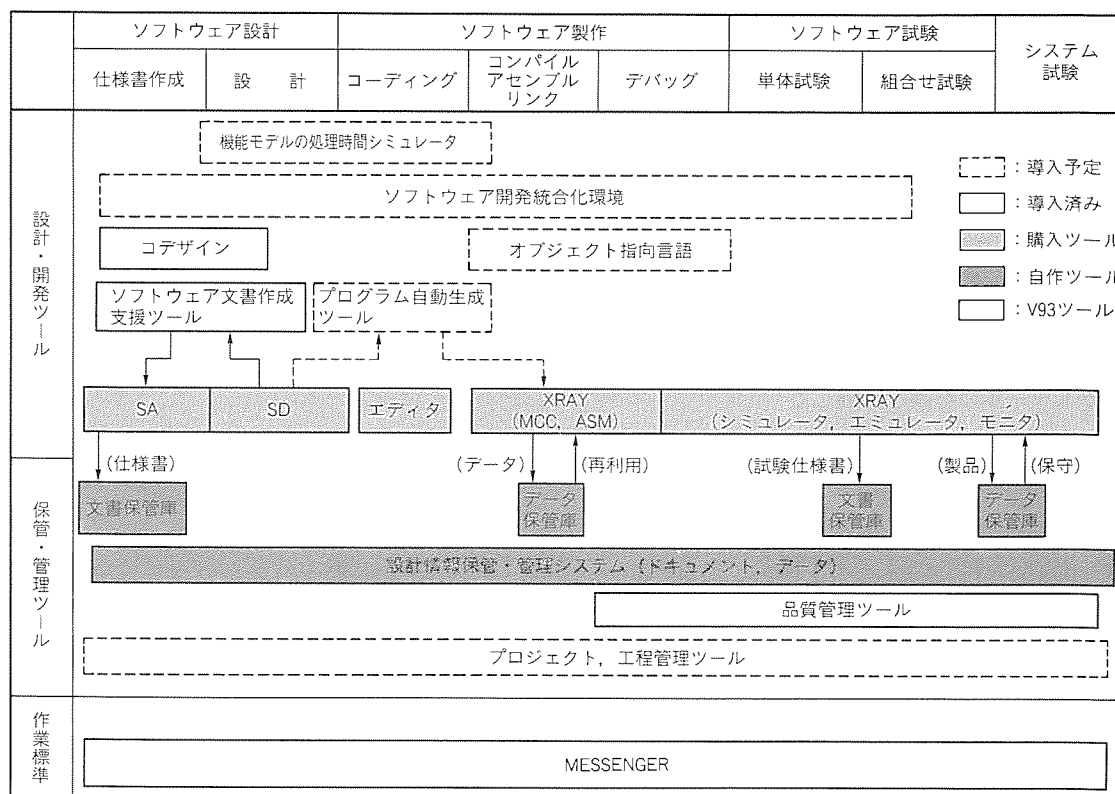 ソフトウェア設計
ソフトウェア製作
ソフトウェア試験
システム
試験
仕様書作成
設 計
コーディング
コンパイル
アセンブル
リンク
デバッグ
単体試験
組合せ試験
設計・開発ツール
機能モデルの処理時間シミュレータ
：導入予定
ソフトウェア開発統合化環境
：導入済み
コデザイン
オブジェクト指向言語
：購入ツール
：自作ツール
ソフトウェア文書作成
支援ツール
プログラム自動生成
ツール
：V93ツール
SA
SD
エディタ
XRAY
(MCC, ASM)
XRAY
(シミュレータ, エミュレータ, モニタ)
保管・管理ツール
(仕様書)
(データ)
(再利用)
(試験仕様書)
(製品)
(保守)
文書保管庫
データ
保管庫
文書
保管庫
データ
保管庫
設計情報保管・管理システム (ドキュメント, データ)
品質管理ツール
プロジェクト, 工程管理ツール
作業標準
MESSENGER